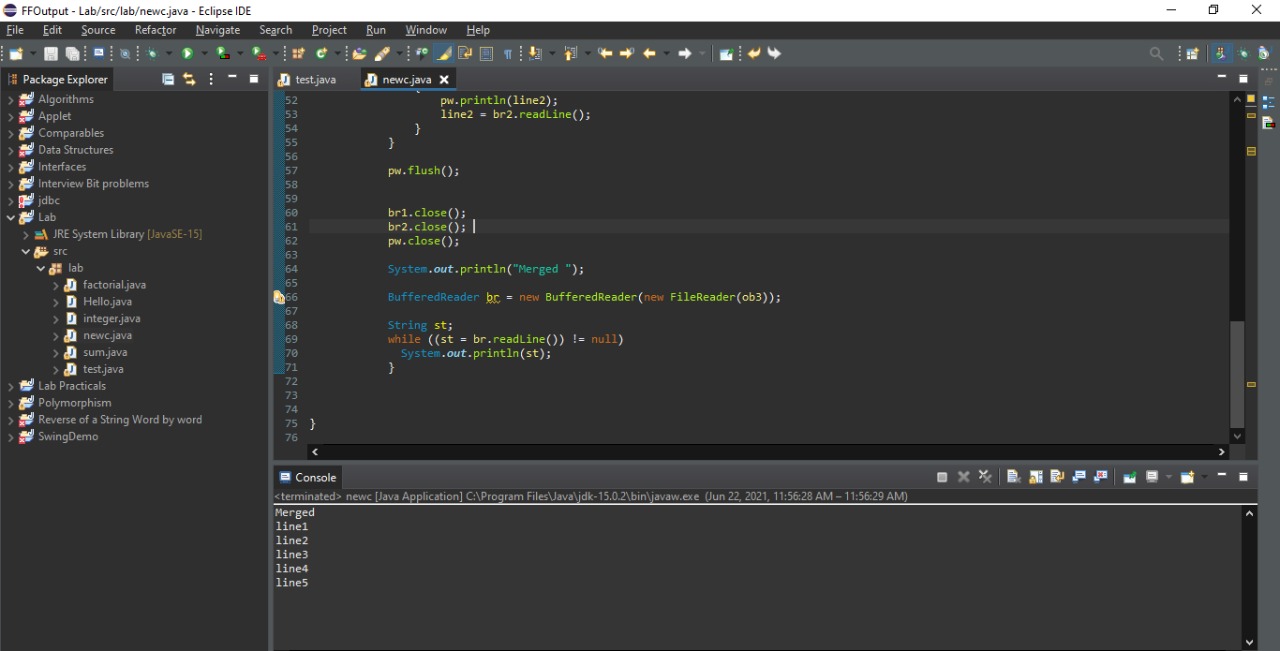 FFOutput - Lab/src/lab/newc.java - Eclipse IDE
File Edit Source Refactor Navigate Search Project Run Window Help
Package Explorer
Algorithms
Applet
Comparables
Data Structures
Interfaces
Interview Bit problems
jdbc
Lab
JRE System Library [JavaSE-15]
src
lab
factorial.java
Hello.java
integer.java
newc.java
sum.java
test.java
Lab Practicals
Polymorphism
Reverse of a String Word by word
SwingDemo
test.java newc.java
{
52 pw.println(line2);
53 line2 = br2.readLine();
54 }
55 }
56
57 pw.flush();
58
59
60 br1.close();
61 br2.close();
62 pw.close();
63
64 System.out.println("Merged ");
65
66 BufferedReader br = new BufferedReader(new FileReader(ob3));
67
68 String st;
69 while ((st = br.readLine()) != null)
70 System.out.println(st);
71 }
72
73
74
75 }
76
Console
<terminated> newc [Java Application] C:\Program Files\Java\jdk-15.0.2\bin\javaw.exe (Jun 22, 2021, 11:56:28 AM – 11:56:29 AM)
Merged
line1
line2
line3
line4
line5